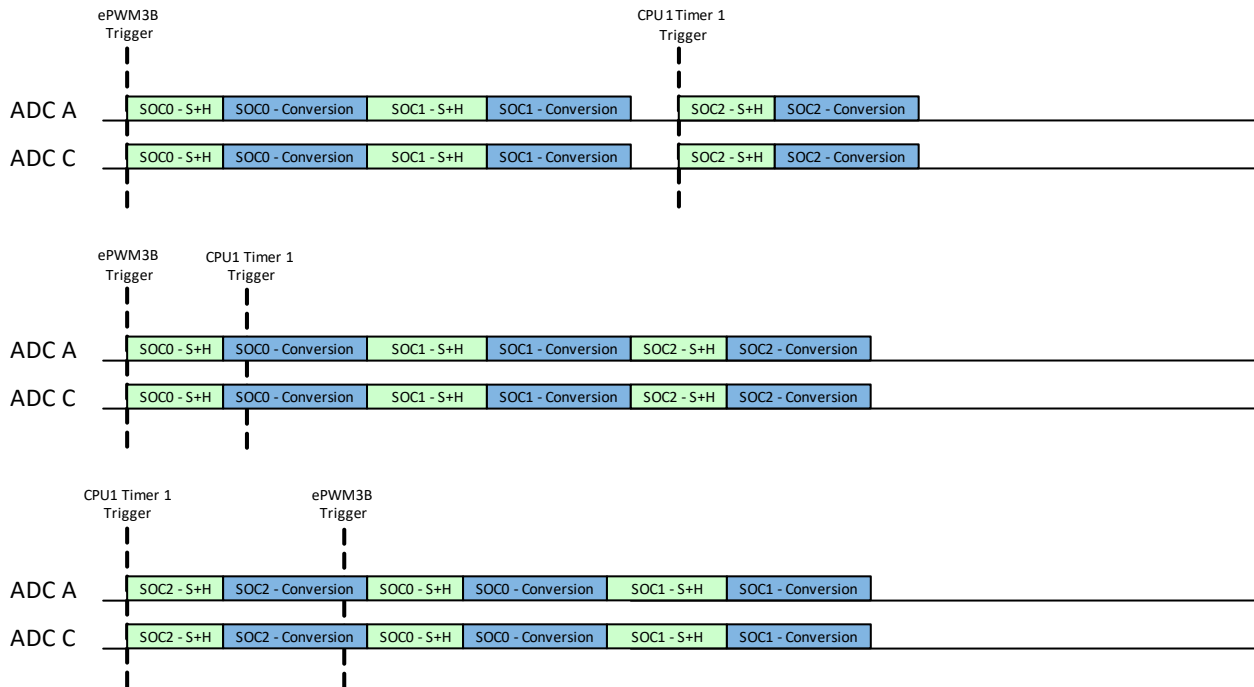 ePWM3B CPU1 Timer 1
Trigger Trigger
ADC A SOC0 - S+H SOC0 - Conversion SOC1 - S+H SOC1 - Conversion SOC2 - S+H SOC2 - Conversion
ADC C SOC0 - S+H SOC0 - Conversion SOC1 - S+H SOC1 - Conversion SOC2 - S+H SOC2 - Conversion
ePWM3B CPU1 Timer 1
Trigger Trigger
ADC A SOC0 - S+H SOC0 - Conversion SOC1 - S+H SOC1 - Conversion SOC2 - S+H SOC2 - Conversion
ADC C SOC0 - S+H SOC0 - Conversion SOC1 - S+H SOC1 - Conversion SOC2 - S+H SOC2 - Conversion
CPU1 Timer 1 ePWM3B
Trigger Trigger
ADC A SOC2 - S+H SOC2 - Conversion SOC0 - S+H SOC0 - Conversion SOC1 - S+H SOC1 - Conversion
ADC C SOC2 - S+H SOC2 - Conversion SOC0 - S+H SOC0 - Conversion SOC1 - S+H SOC1 - Conversion